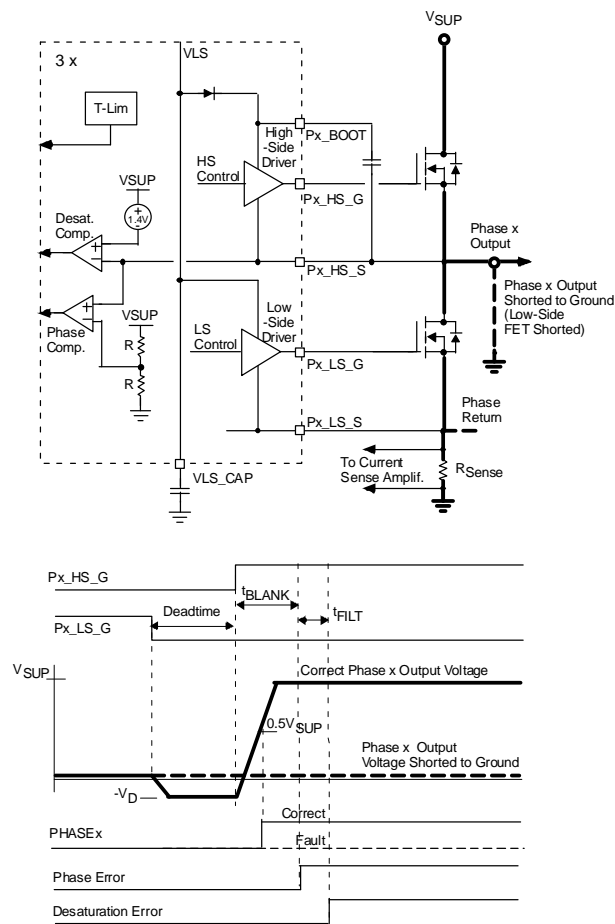 VSUP
VLS
3 x
T-Lim
High
-Side
Driver
Px_BOOT
HS
Control
Px_HS_G
VSUP
Desat.
Comp.
+
1.4V
+
–
Phase x
Output
Px_HS_S
Phase x Output
Shorted to Ground
(Low-Side
FET Shorted)
+
–
Phase
Comp.
VSUP
R
R
Low
-Side
Driver
LS
Control
Px_LS_G
Phase
Return
Px_LS_S
To Current
Sense Amplif.
RSense
VLS_CAP
Px_HS_G
tBLANK
Deadtime
tFILT
Px_LS_G
VSUP
Correct Phase x Output Voltage
0.5VSUP
Phase x Output
Voltage Shorted to Ground
-VD
Correct
PHASEx
Fault
Phase Error
Desaturation Error